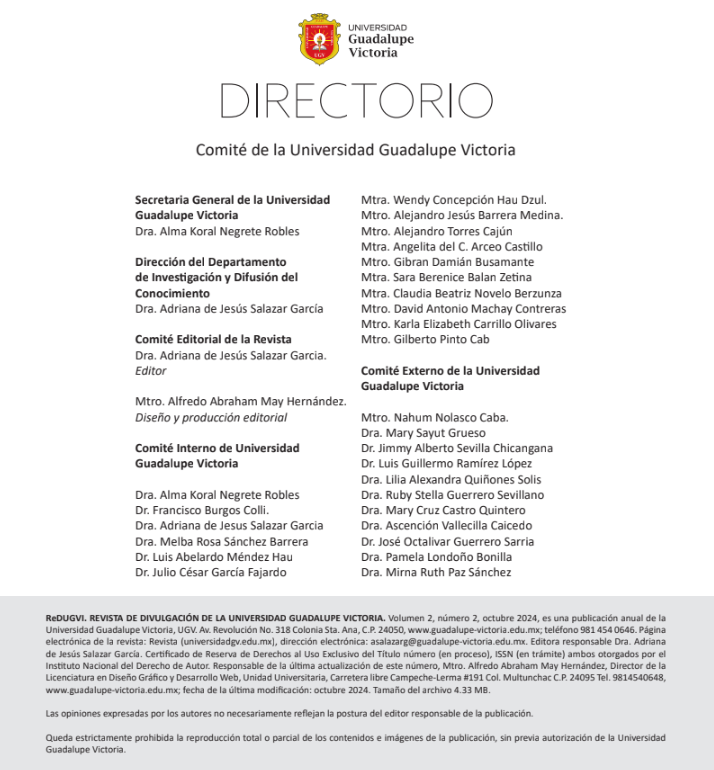 UNIVERSIDAD
Guadalupe
Victoria
UGV
DIRECTORIO
Comité de la Universidad Guadalupe Victoria
Secretaria General de la Universidad
Guadalupe Victoria
Dra. Alma Koral Negrete Robles
Dirección del Departamento
de Investigación y Difusión del
Conocimiento
Dra. Adriana de Jesús Salazar García
Comité Editorial de la Revista
Dra. Adriana de Jesús Salazar Garcia.
Editor
Mtro. Alfredo Abraham May Hernández.
Diseño y producción editorial
Comité Interno de Universidad
Guadalupe Victoria
Dra. Alma Koral Negrete Robles
Dr. Francisco Burgos Colli.
Dra. Adriana de Jesus Salazar Garcia
Dra. Melba Rosa Sánchez Barrera
Dr. Luis Abelardo Méndez Hau
Dr. Julio César García Fajardo
Mtra. Wendy Concepción Hau Dzul.
Mtro. Alejandro Jesús Barrera Medina.
Mtro. Alejandro Torres Cajún
Mtra. Angelita del C. Arceo Castillo
Mtro. Gibran Damián Busamante
Mtra. Sara Berenice Balan Zetina
Mtra. Claudia Beatriz Novelo Berzunza
Mtro. David Antonio Machay Contreras
Mtro. Karla Elizabeth Carrillo Olivares
Mtro. Gilberto Pinto Cab
Comité Externo de la Universidad
Guadalupe Victoria
Mtro. Nahum Nolasco Caba.
Dra. Mary Sayut Grueso
Dr. Jimmy Alberto Sevilla Chicangana
Dr. Luis Guillermo Ramírez López
Dra. Lilia Alexandra Quiñones Solis
Dra. Ruby Stella Guerrero Sevillano
Dra. Mary Cruz Castro Quintero
Dra. Ascención Vallecilla Caicedo
Dr. José Octalivar Guerrero Sarria
Dra. Pamela Londoño Bonilla
Dra. Mirna Ruth Paz Sánchez
ReDUGVI. REVISTA DE DIVULGACIÓN DE LA UNIVERSIDAD GUADALUPE VICTORIA. Volumen 2, número 2, octubre 2024, es una publicación anual de la
Universidad Guadalupe Victoria, UGV. Av. Revolución No. 318 Colonia Sta. Ana, C.P. 24050, www.guadalupe-victoria.edu.mx; teléfono 981 454 0646. Página
electrónica de la revista: Revista (universidadgv.edu.mx), dirección electrónica: asalazarg@guadalupe-victoria.edu.mx. Editora responsable Dra. Adriana
de Jesús Salazar García. Certificado de Reserva de Derechos al Uso Exclusivo del Título número (en proceso), ISSN (en trámite) ambos otorgados por el
Instituto Nacional del Derecho de Autor. Responsable de la última actualización de este número, Mtro. Alfredo Abraham May Hernández, Director de la
Licenciatura en Diseño Gráfico y Desarrollo Web, Unidad Universitaria, Carretera libre Campeche-Lerma #191 Col. Multunchac C.P. 24095 Tel. 9814540648,
www.guadalupe-victoria.edu.mx; fecha de la última modificación: octubre 2024. Tamaño del archivo 4.33 MB.
Las opiniones expresadas por los autores no necesariamente reflejan la postura del editor responsable de la publicación.
Queda estrictamente prohibida la reproducción total o parcial de los contenidos e imágenes de la publicación, sin previa autorización de la Universidad
Guadalupe Victoria.